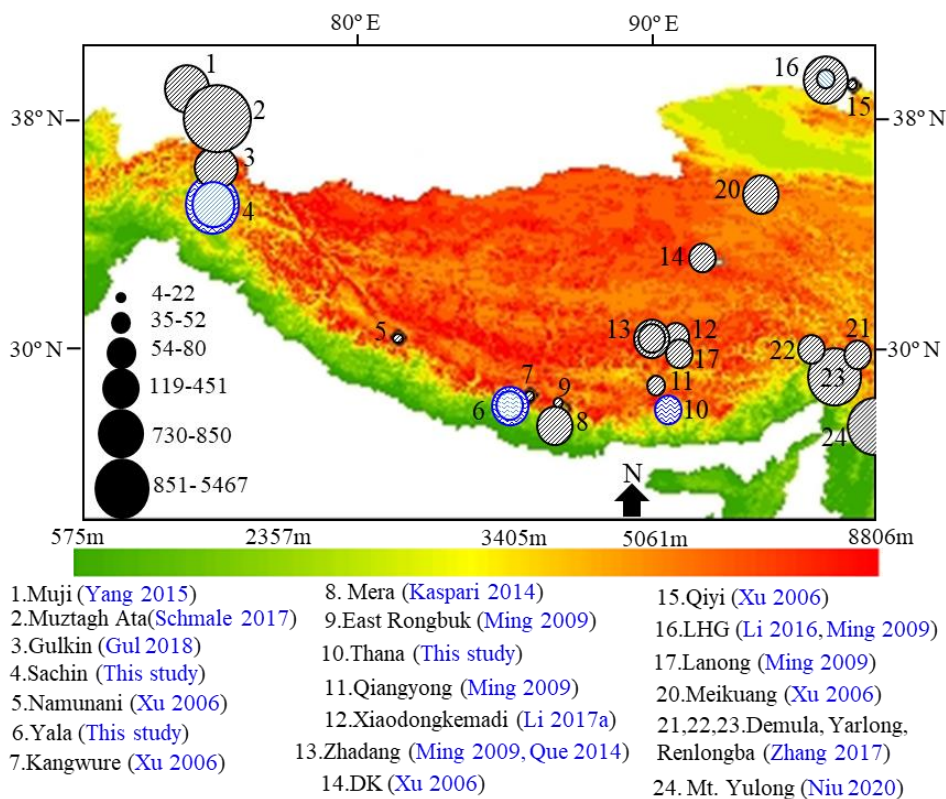 80° E 90° E
1
16
2
15
38° N 38° N
3
20
4
14
4-22
35-52
5
13 12
21
54-80
30° N 30° N
22
17
119-451
7
11
23
9
6
10
730-850
8
24
N
851-5467
575m 2357m 3405m 5061m 8806m
1.Muji (Yang 2015)
2.Muztagh Ata(Schmale 2017)
3.Gulkin (Gul 2018)
4.Sachin (This study)
5.Namunani (Xu 2006)
6.Yala (This study)
7.Kangwure (Xu 2006)
8. Mera (Kaspari 2014)
9.East Rongbuk (Ming 2009)
10.Thana (This study)
11.Qiangyong (Ming 2009)
12.Xiaodongkemadi (Li 2017a)
13.Zhadang (Ming 2009, Que 2014)
14.DK (Xu 2006)
15.Qiyi (Xu 2006)
16.LHG (Li 2016, Ming 2009)
17.Lanong (Ming 2009)
20.Meikuang (Xu 2006)
21,22,23.Demula, Yarlong,
Renlongba (Zhang 2017)
24. Mt. Yulong (Niu 2020)